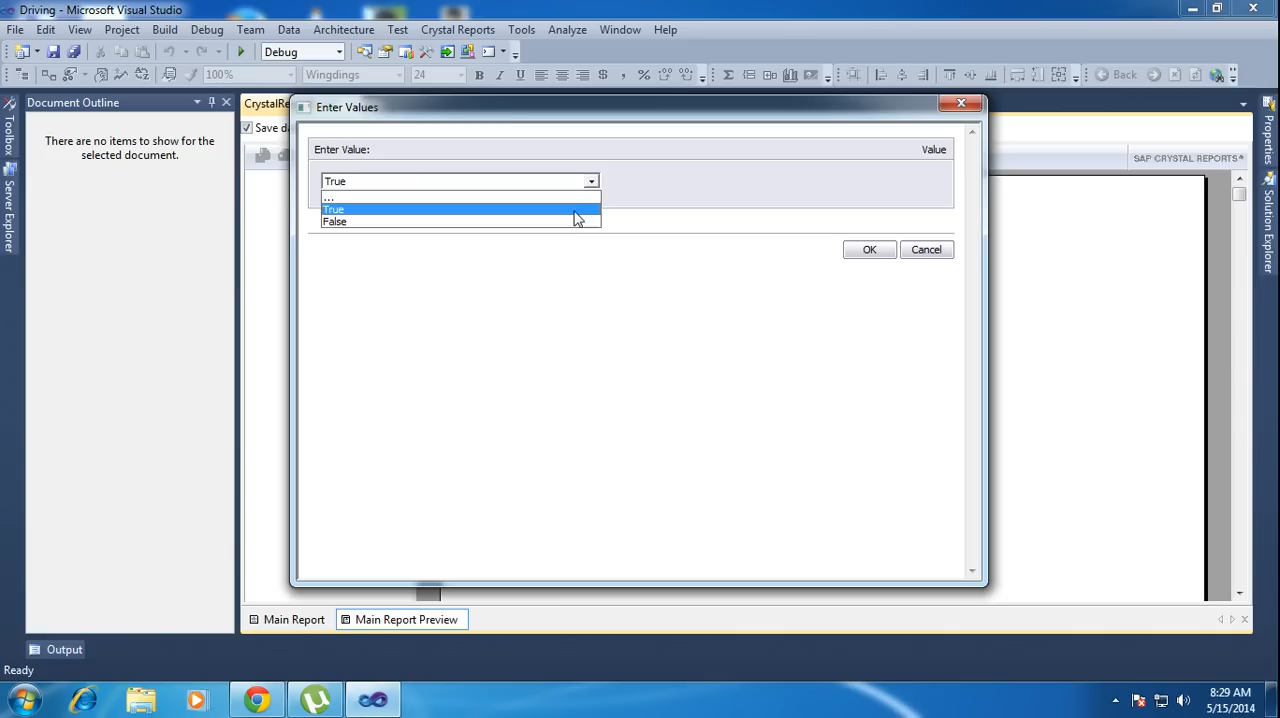 Driving - Microsoft Visual Studio
File Edit View Project Build Debug Team Data Architecture Test Crystal Reports Tools Analyze Window Help
Debug
100% Wingdings 24 B I U $ , % Σ Back
Document Outline
There are no items to show for the
selected document.
Toolbox
Server Explorer
CrystalRe
Save da
SAP CRYSTAL REPORTS®
Enter Values
Enter Value: Value
True
...
True
False
OK Cancel
Properties
Solution Explorer
Main Report Main Report Preview
Output
Ready
8:29 AM
5/15/2014